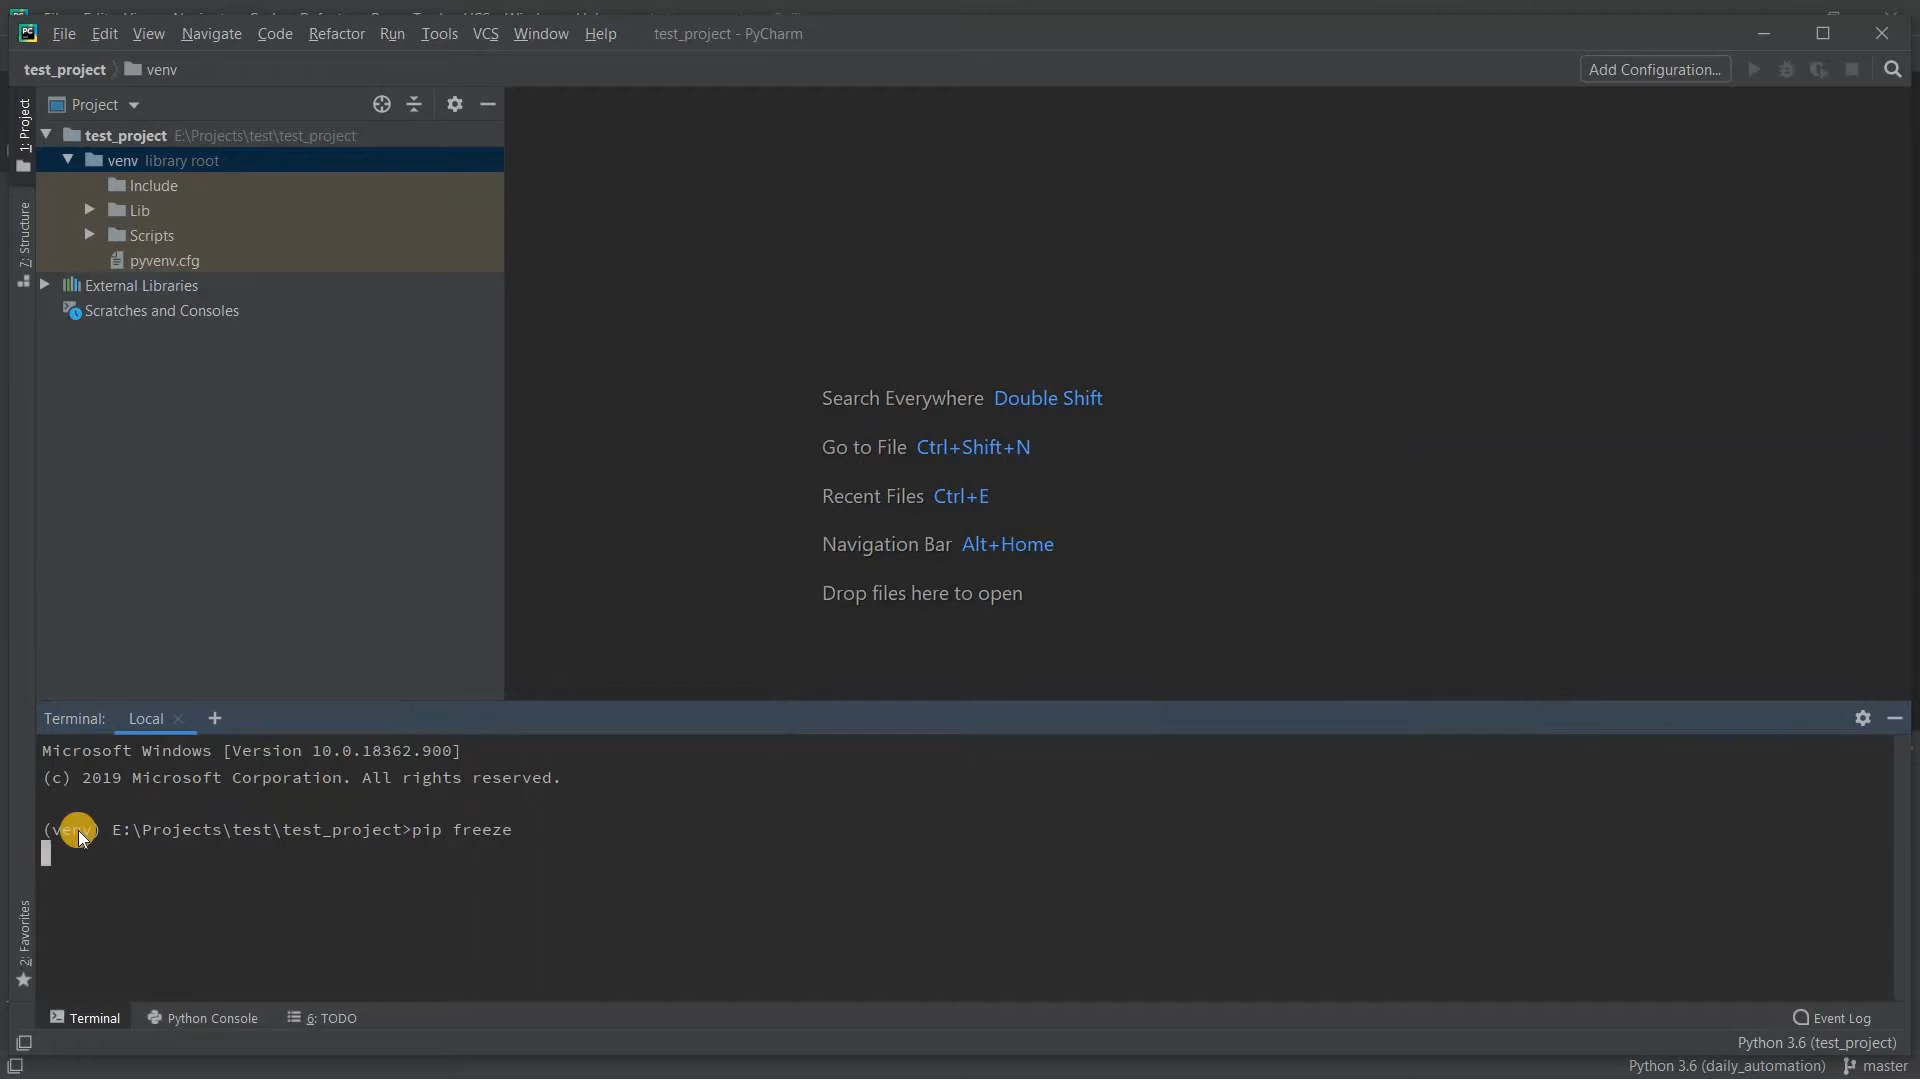 File Edit View Navigate Code Refactor Run Tools VCS Window Help test_project - PyCharm
test_project venv
Add Configuration...
1: Project
Project
test_project E:\Projects\test\test_project
venv library root
Include
Lib
Scripts
pyvenv.cfg
External Libraries
Scratches and Consoles
7: Structure
Search Everywhere Double Shift
Go to File Ctrl+Shift+N
Recent Files Ctrl+E
Navigation Bar Alt+Home
Drop files here to open
Terminal: Local
Microsoft Windows [Version 10.0.18362.900]
(c) 2019 Microsoft Corporation. All rights reserved.
(venv) E:\Projects\test\test_project>pip freeze
2: Favorites
Terminal Python Console 6: TODO
Event Log
Python 3.6 (test_project)
Python 3.6 (daily_automation) master